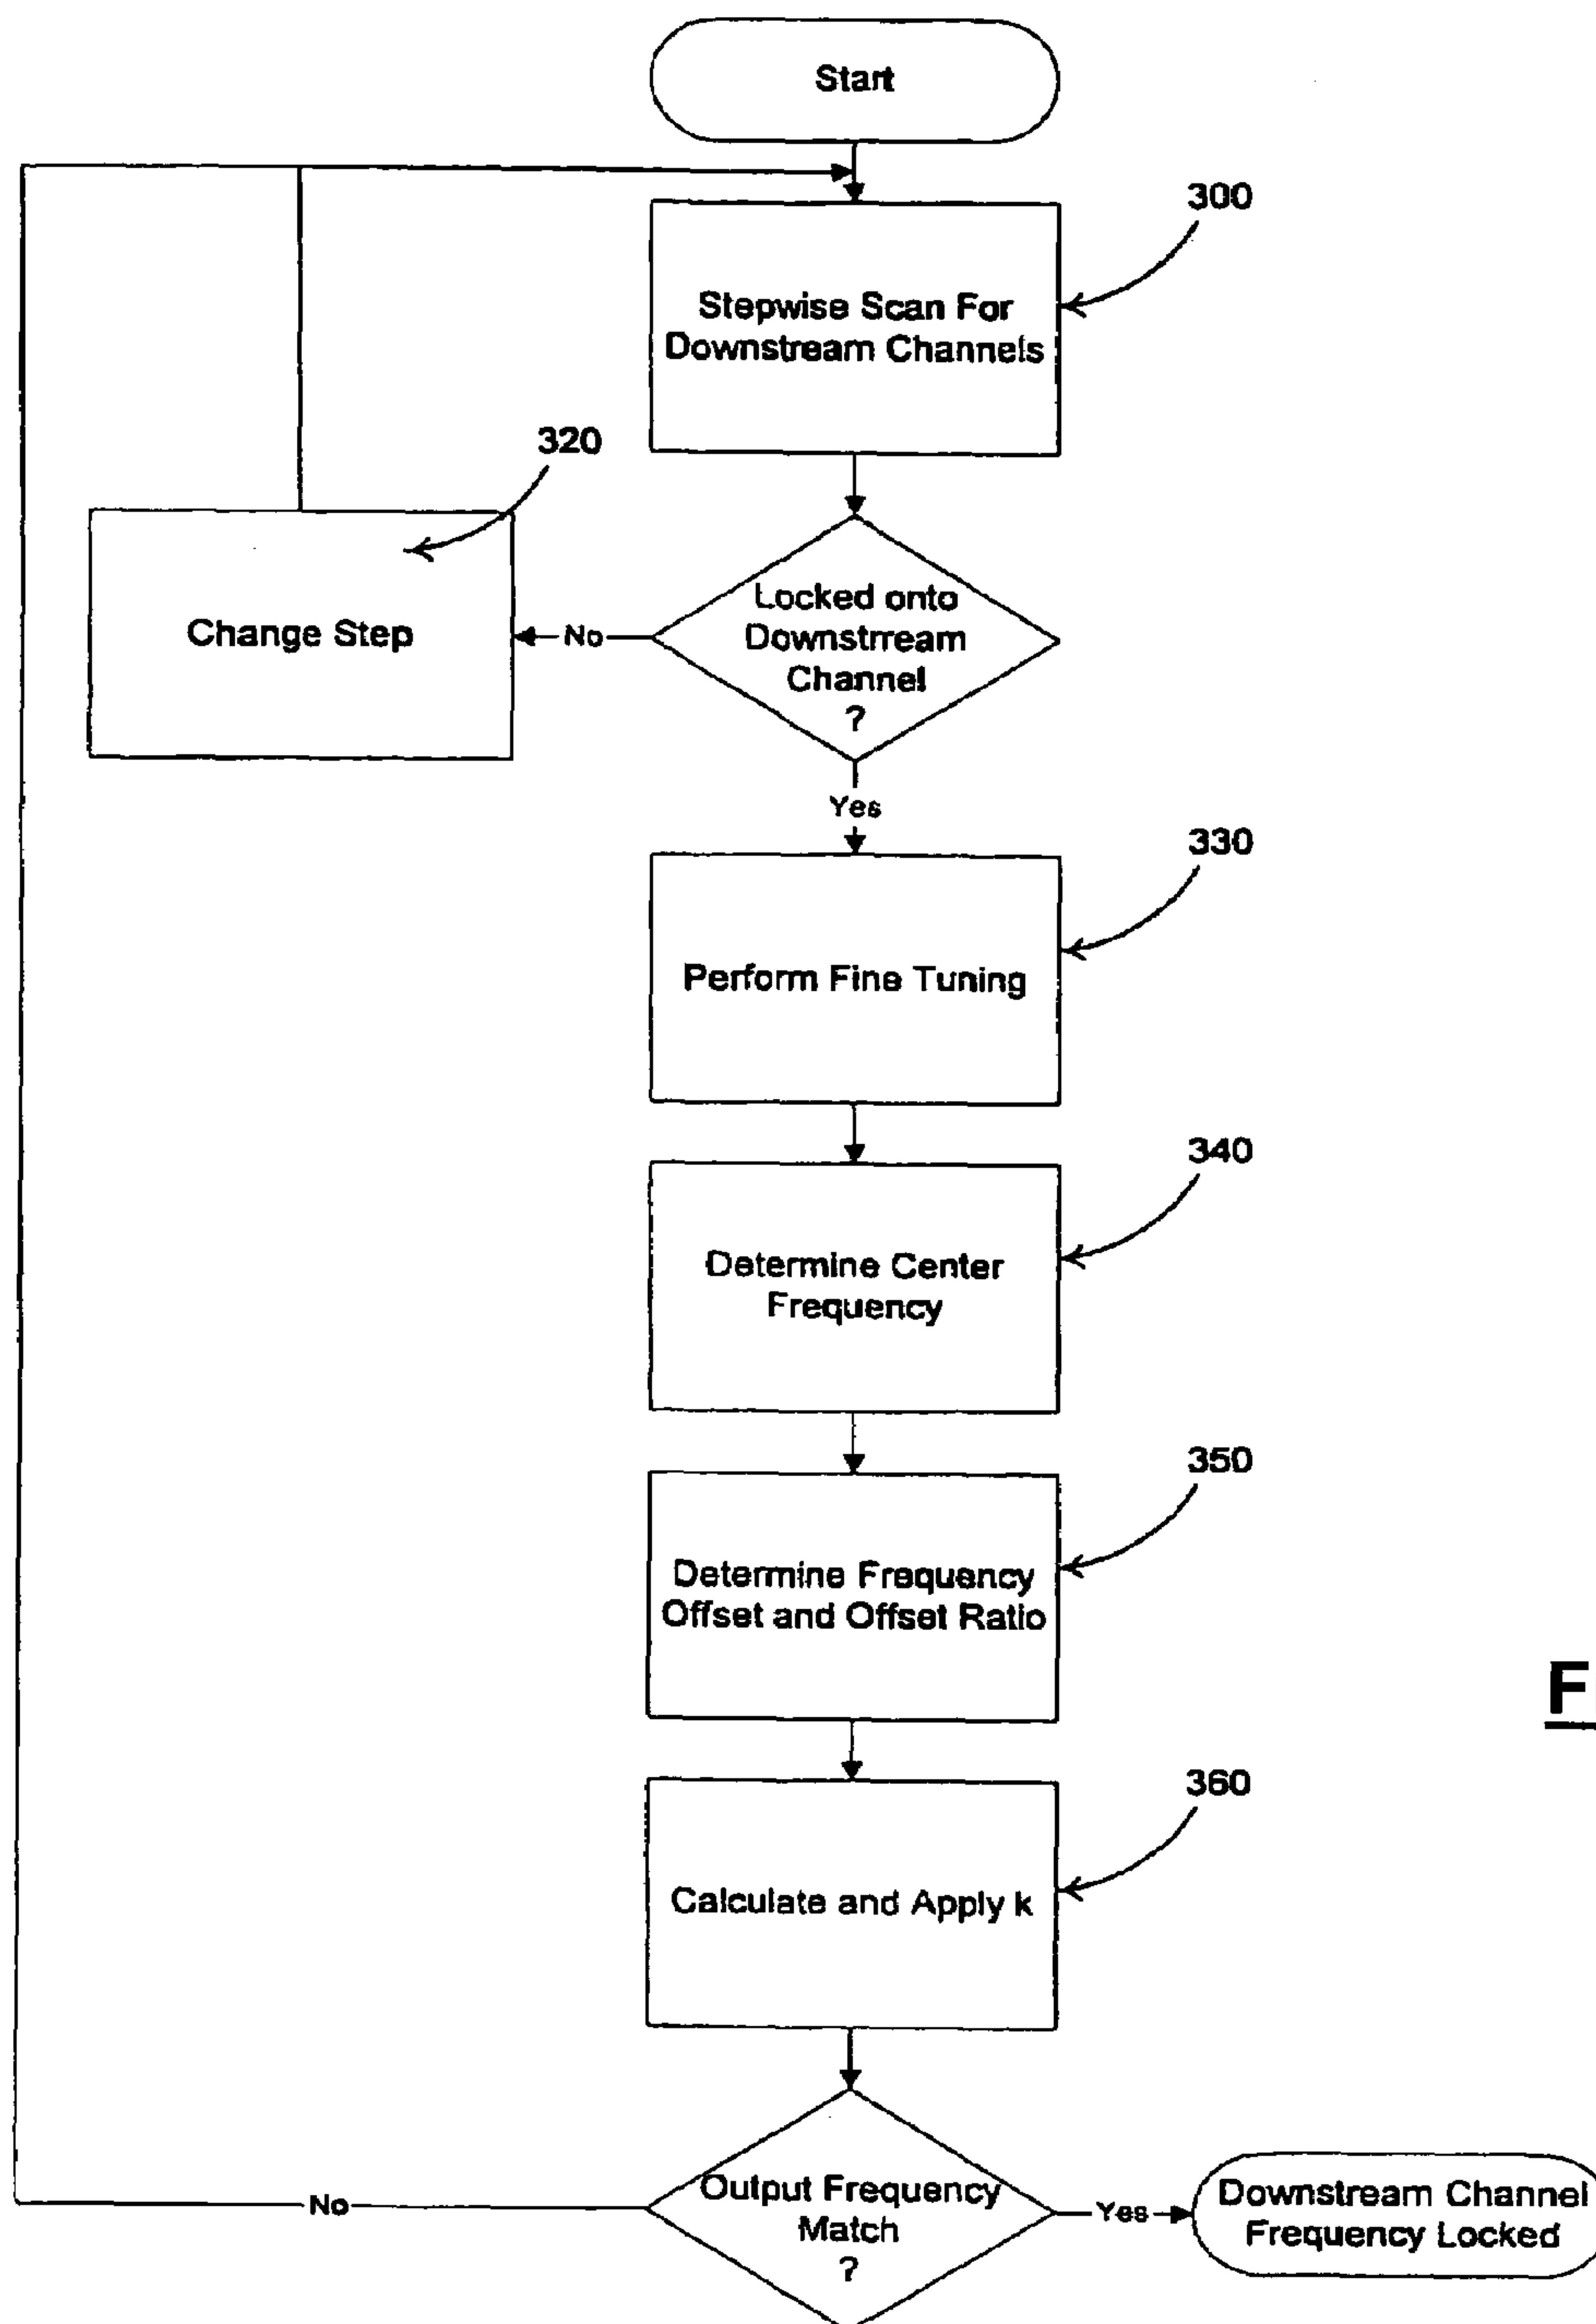 Start
300
Stepwise Scan For
Downstream Channels
320
Change Step
No
Locked onto
Downstrream
Channel
?
Yes
330
Perform Fine Tuning
340
Determine Center
Frequency
350
Determine Frequency
Offset and Offset Ratio
F
360
Calculate and Apply k
No
Output Frequency
Match
?
Yes
Downstream Channel
Frequency Locked